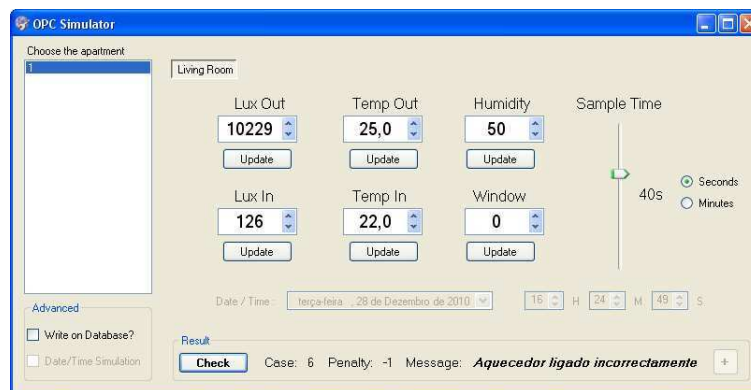 OPC Simulator
Choose the apartment
1
Living Room
Lux Out Temp Out Humidity Sample Time
10229 25,0 50
Update Update Update
40s
Seconds
Minutes
Lux In Temp In Window
126 22,0 0
Update Update Update
Date / Time : terça-feira , 28 de Dezembro de 2010 16 H 24 M 49 S
Advanced
Write on Database?
Date/Time Simulation
Result
Check Case: 6 Penalty: -1 Message: Aquecedor ligado incorrectamente +